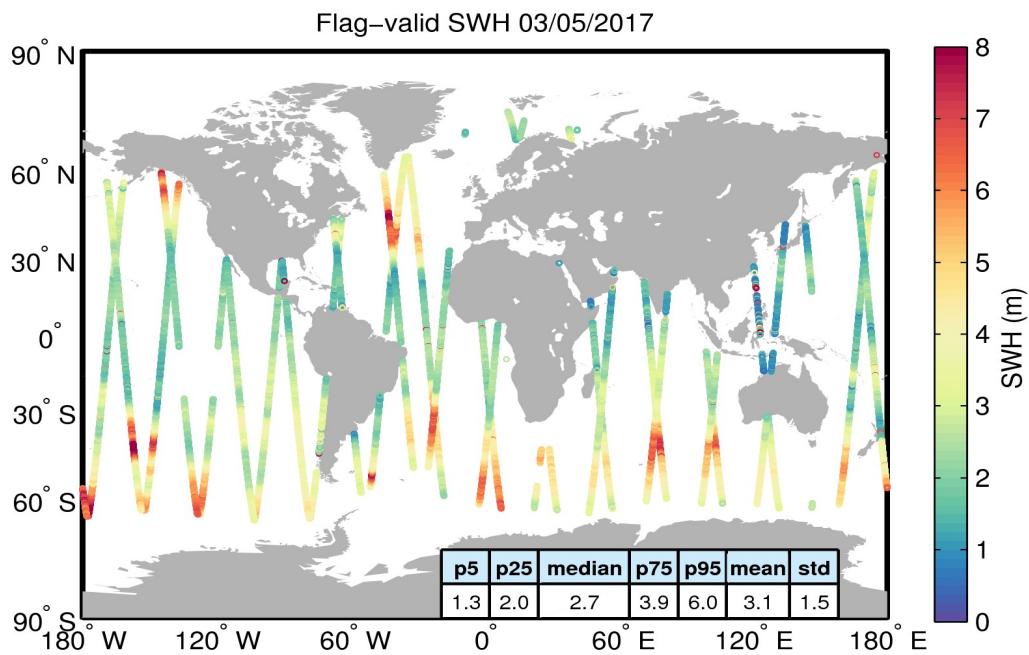 Flag−valid SWH 03/05/2017
90° N
60° N
30° N
0°
30° S
60° S
90° S
180° W
120° W
60° W
0°
60° E
120° E
180° E
p5 p25 median p75 p95 mean std
1.3 2.0 2.7 3.9 6.0 3.1 1.5
8
7
6
5
4
3
2
1
0
SWH (m)